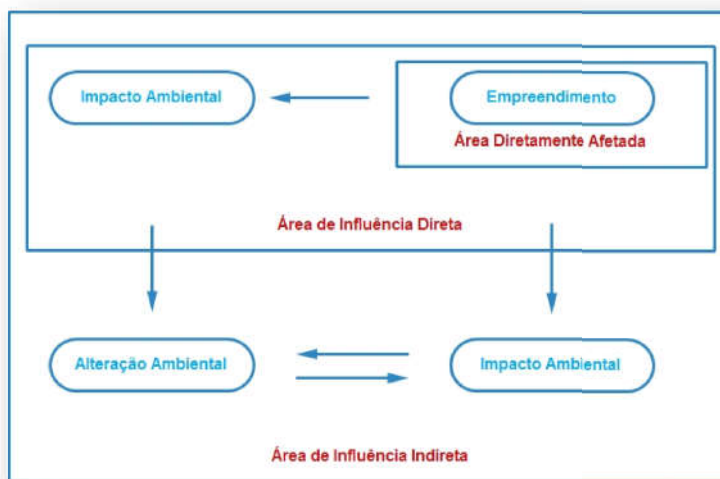 Impacto Ambiental
Empreendimento
Área Diretamente Afetada
Área de Influência Direta
Alteração Ambiental
Impacto Ambiental
Área de Influência Indireta